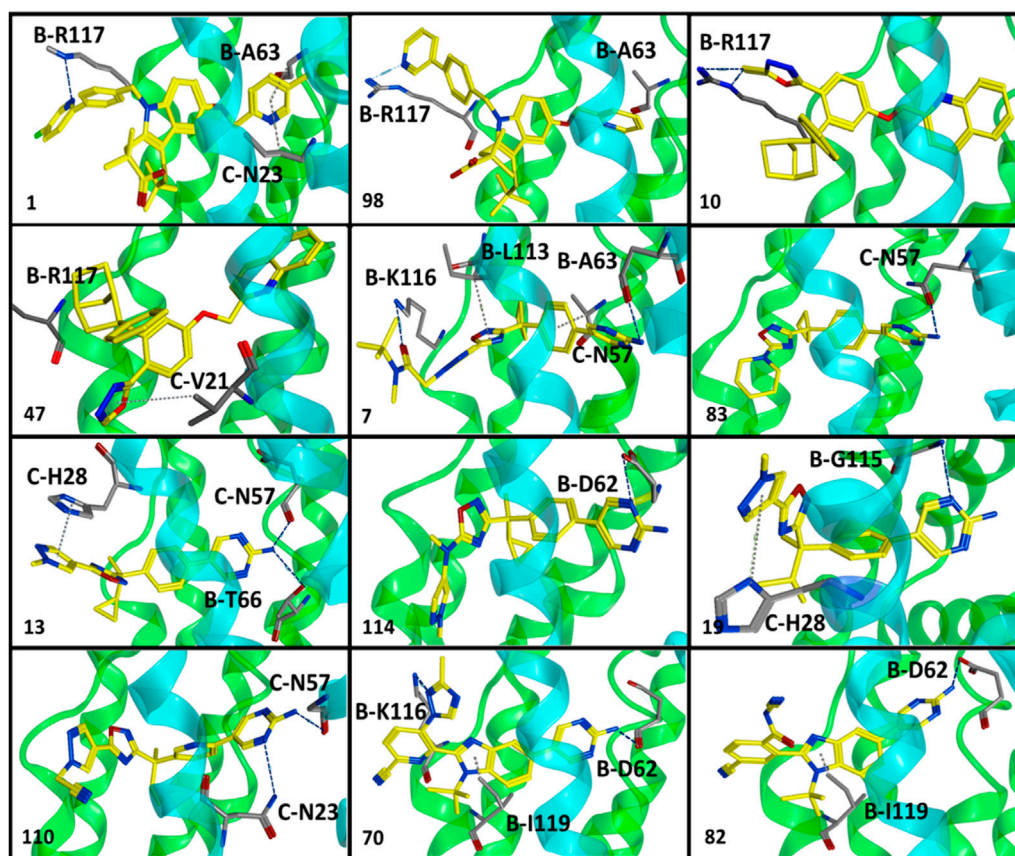 B-R117
B-A63
C-N23
1
B-R117
B-A63
98
B-R117
10
B-R117
C-V21
47
B-L113
B-K116
B-A63
C-N57
7
C-N57
83
C-H28
C-N57
B-T66
13
B-D62
114
B-G115
C-H28
19
C-N57
C-N23
110
B-K116
B-D62
B-I119
70
B-D62
B-I119
82